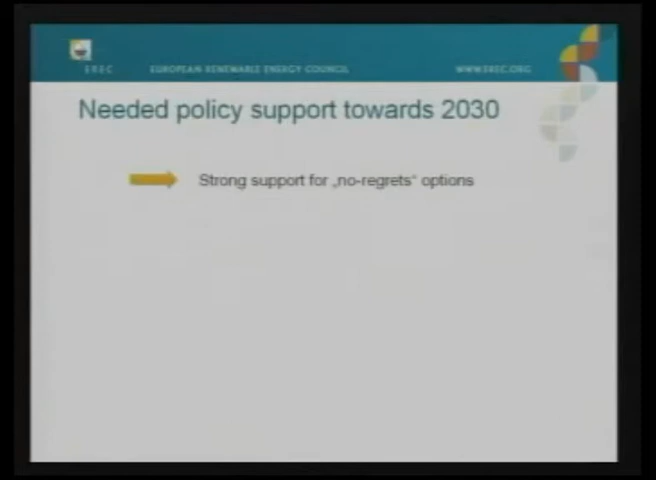 EREC
EUROPEAN RENEWABLE ENERGY COUNCIL
WWW.EREC.ORG
Needed policy support towards 2030
Strong support for „no-regrets“ options